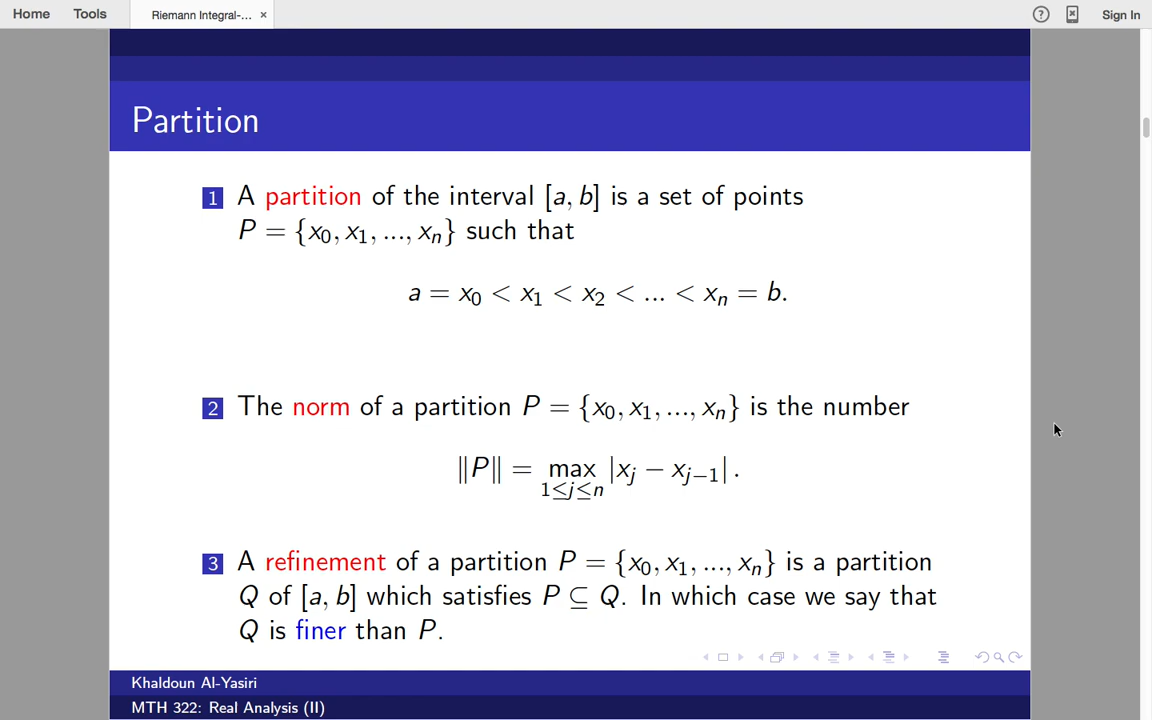 Home Tools Riemann Integral-... × ? Sign In
Partition
1 A partition of the interval [a, b] is a set of points
P = {x₀, x₁, ..., xₙ} such that
a = x₀ < x₁ < x₂ < ... < xₙ = b.
2 The norm of a partition P = {x₀, x₁, ..., xₙ} is the number
‖P‖ = max |xⱼ − xⱼ₋₁| .
1≤j≤n
3 A refinement of a partition P = {x₀, x₁, ..., xₙ} is a partition
Q of [a, b] which satisfies P ⊆ Q. In which case we say that
Q is finer than P.
Khaldoun Al-Yasiri
MTH 322: Real Analysis (II)